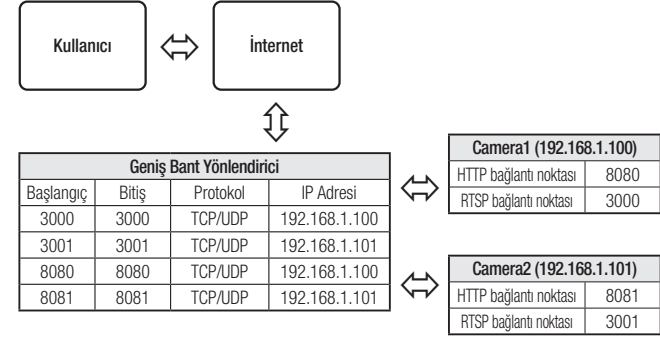 Kullanıcı
İnternet
Geniş Bant Yönlendirici
Başlangıç Bitiş Protokol IP Adresi
3000 3000 TCP/UDP 192.168.1.100
3001 3001 TCP/UDP 192.168.1.101
8080 8080 TCP/UDP 192.168.1.100
8081 8081 TCP/UDP 192.168.1.101
Camera1 (192.168.1.100)
HTTP bağlantı noktası 8080
RTSP bağlantı noktası 3000
Camera2 (192.168.1.101)
HTTP bağlantı noktası 8081
RTSP bağlantı noktası 3001